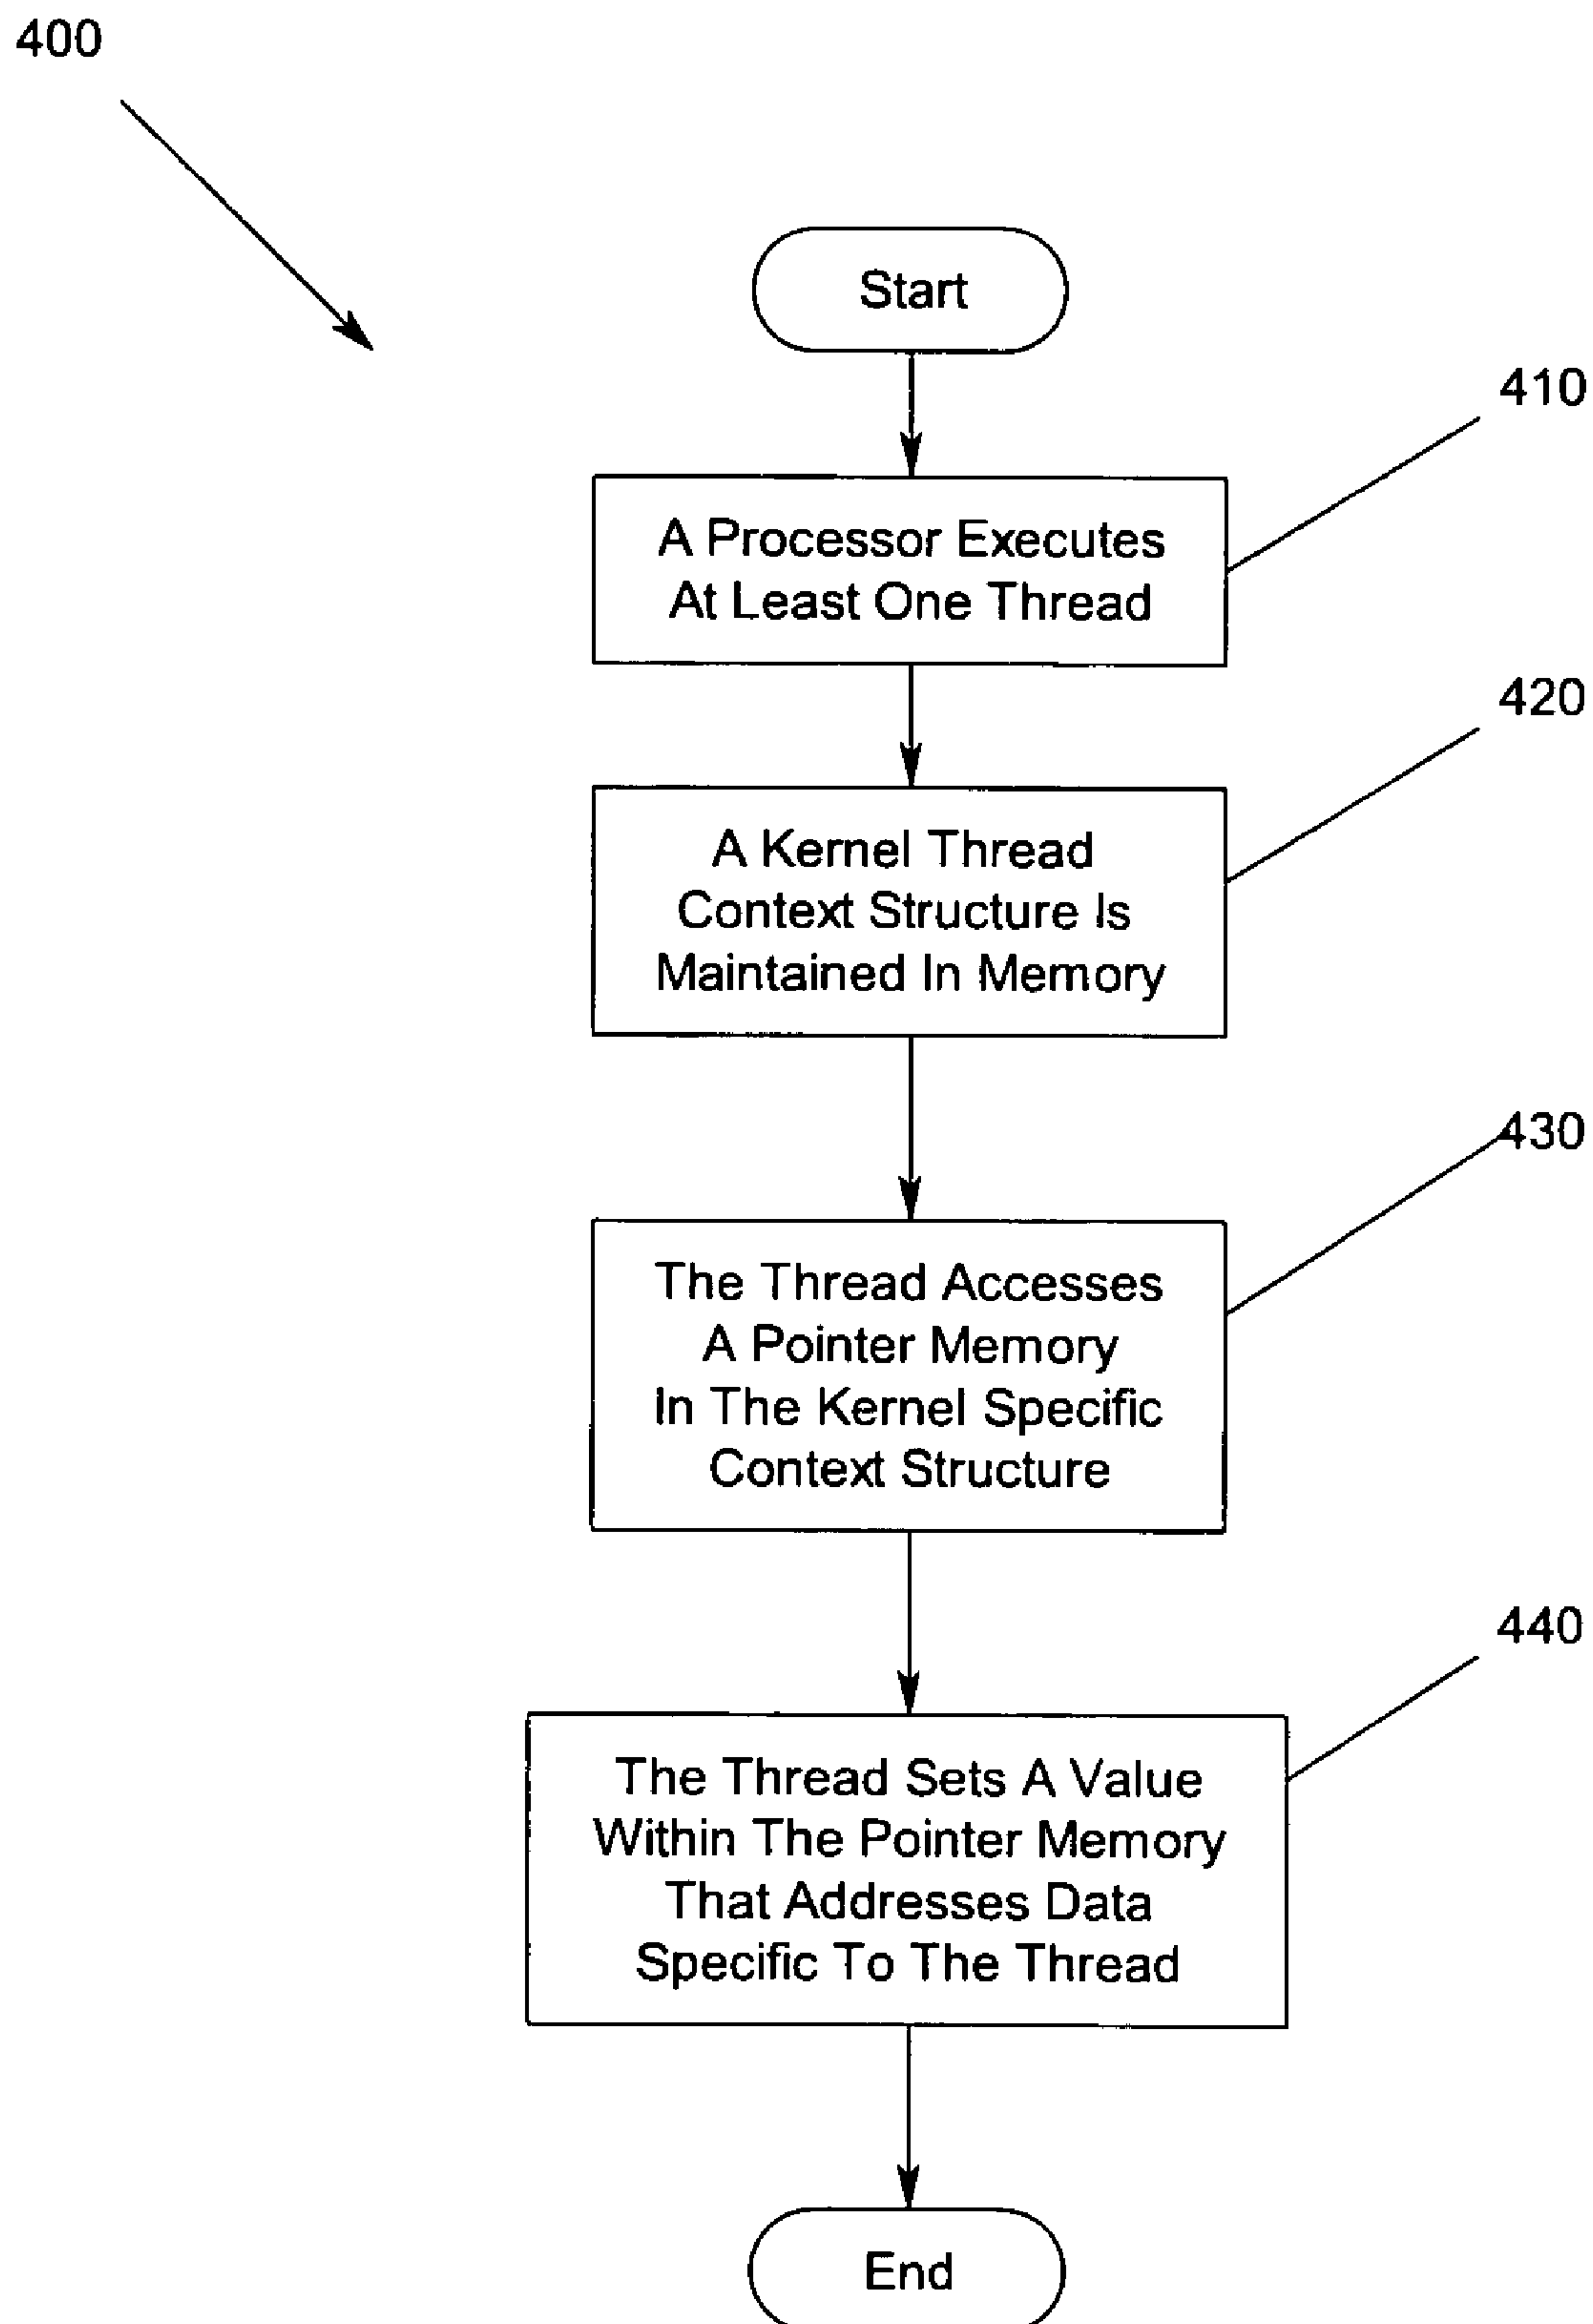 400
Start
410
A Processor Executes
At Least One Thread
420
A Kernel Thread
Context Structure Is
Maintained In Memory
430
The Thread Accesses
A Pointer Memory
In The Kernel Specific
Context Structure
440
The Thread Sets A Value
Within The Pointer Memory
That Addresses Data
Specific To The Thread
End